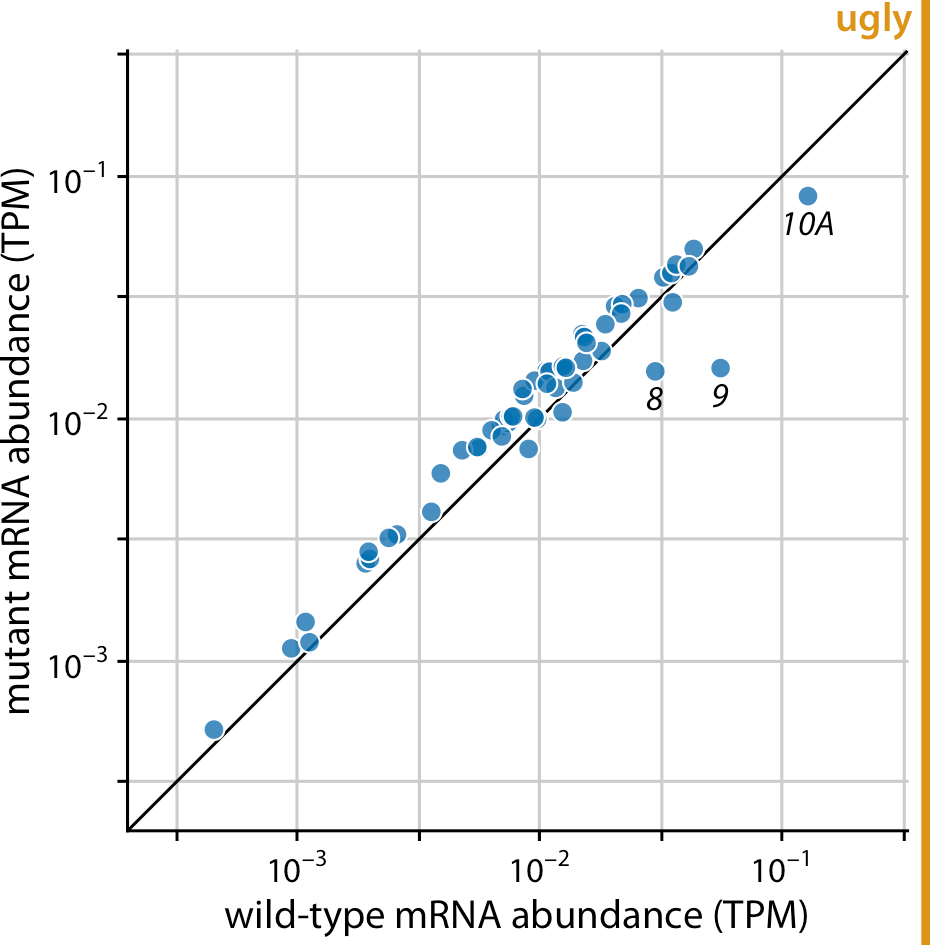 ugly
mutant mRNA abundance (TPM)
10⁻¹
10⁻²
10⁻³
10A
8
9
10⁻³
10⁻²
10⁻¹
wild-type mRNA abundance (TPM)